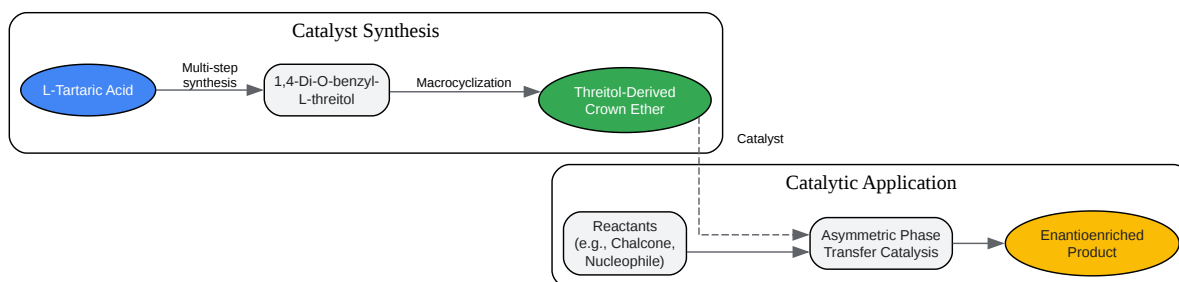 Catalyst Synthesis
L-Tartaric Acid
Multi-step
synthesis
1,4-Di-O-benzyl-
L-threitol
Macrocyclization
Threitol-Derived
Crown Ether
Catalyst
Catalytic Application
Reactants
(e.g., Chalcone,
Nucleophile)
Asymmetric Phase
Transfer Catalysis
Enantioenriched
Product